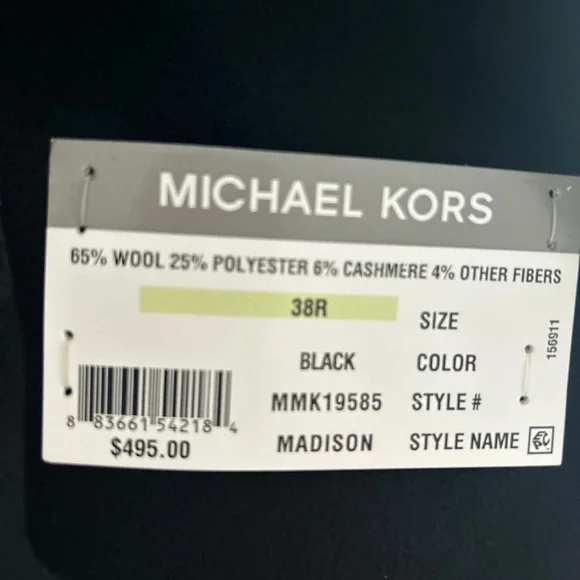 MICHAEL KORS
65% WOOL 25% POLYESTER 6% CASHMERE 4% OTHER FIBERS
38R SIZE
BLACK COLOR
MMK19585 STYLE #
MADISON STYLE NAME
8 83661 54218 4
$495.00
156911